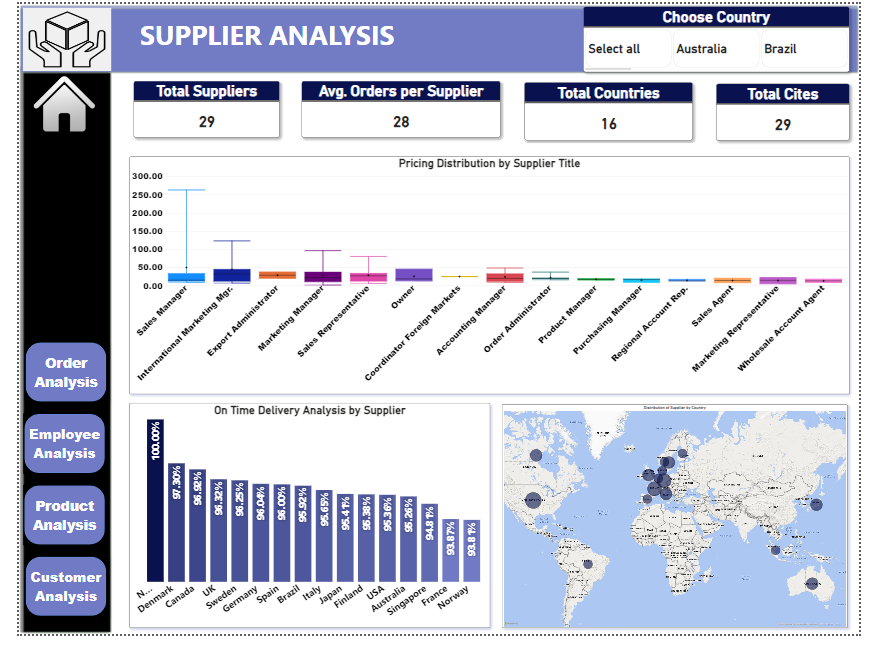 SUPPLIER ANALYSIS
Choose Country
Select all
Australia
Brazil
Total Suppliers
29
Avg. Orders per Supplier
28
Total Countries
16
Total Cites
29
Pricing Distribution by Supplier Title
300.00
250.00
200.00
150.00
100.00
50.00
0.00
Sales Manager
International Marketing Mgr.
Export Administrator
Marketing Manager
Sales Representative
Owner
Coordinator Foreign Markets
Accounting Manager
Order Administrator
Product Manager
Purchasing Manager
Regional Account Rep.
Sales Agent
Marketing Representative
Wholesale Account Agent
Order
Analysis
Employee
Analysis
Product
Analysis
Customer
Analysis
On Time Delivery Analysis by Supplier
100.00%
97.30%
96.92%
96.32%
96.25%
96.04%
96.00%
95.92%
95.65%
95.41%
95.38%
95.36%
95.26%
94.81%
93.87%
93.81%
N...
Denmark
Canada
UK
Sweden
Germany
Spain
Brazil
Italy
Japan
Finland
USA
Australia
Singapore
France
Norway
Distribution of Supplier by Country